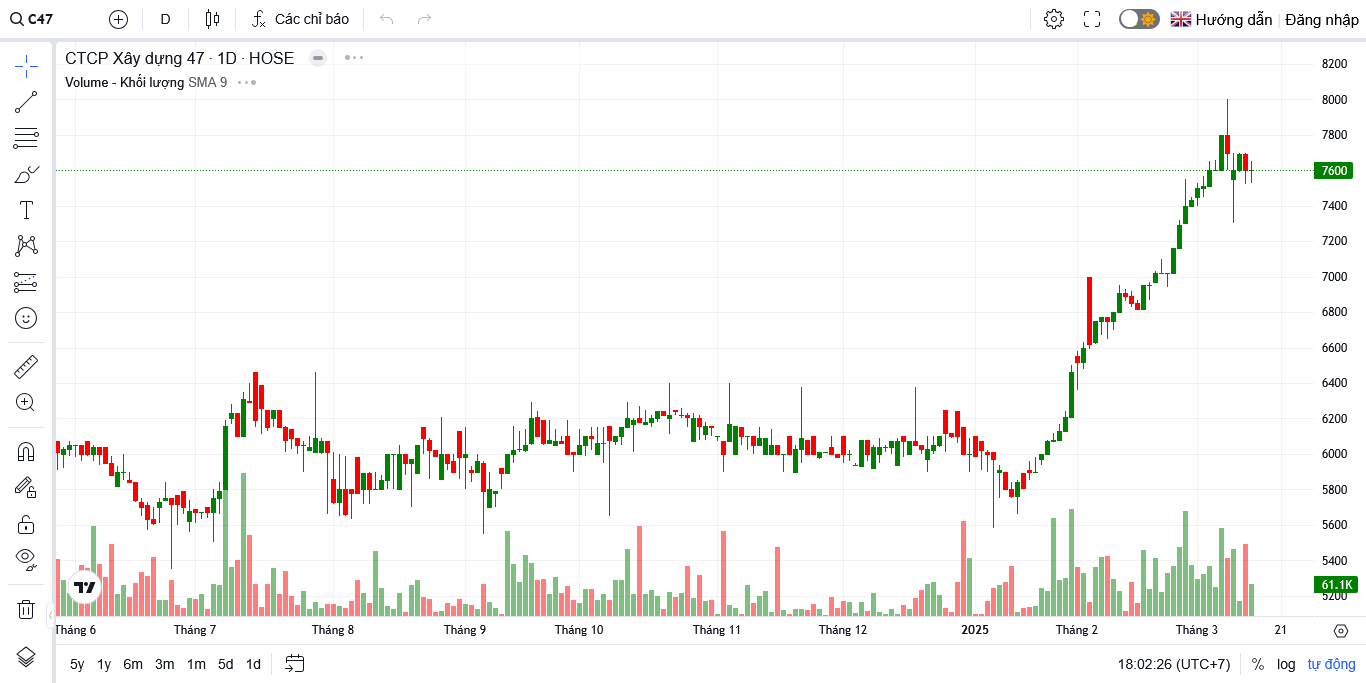 C47 D Các chỉ báo Hướng dẫn Đăng nhập
CTCP Xây dựng 47 · 1D · HOSE
Volume - Khối lượng SMA 9
8200
8000
7800
7600
7400
7200
7000
6800
6600
6400
6200
6000
5800
5600
5400
61.1K
5200
Tháng 6 Tháng 7 Tháng 8 Tháng 9 Tháng 10 Tháng 11 Tháng 12 2025 Tháng 2 Tháng 3 21
5y 1y 6m 3m 1m 5d 1d 18:02:26 (UTC+7) % log tự động